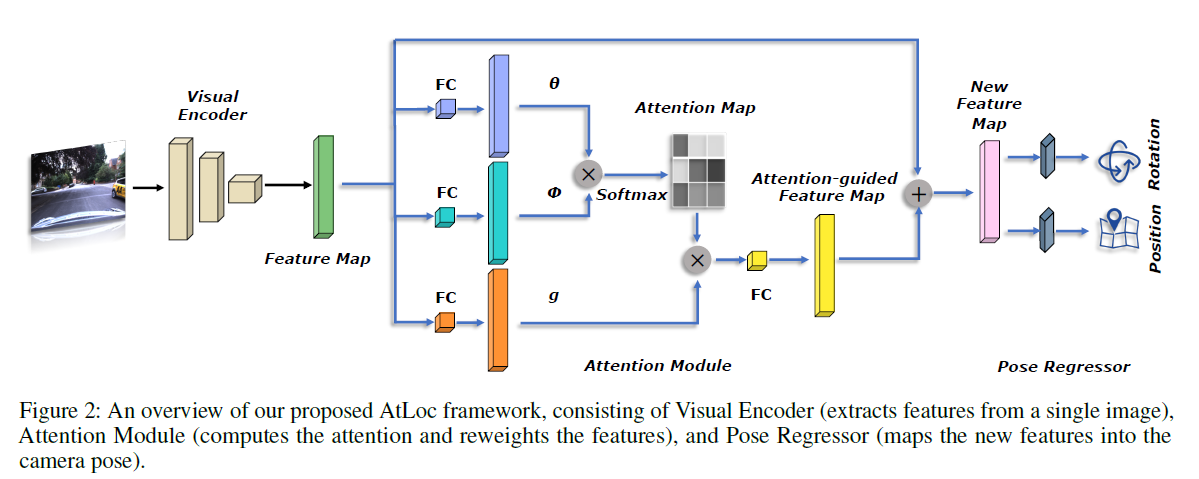 Visual
Encoder
Feature Map
FC
θ
FC
Φ
FC
g
Attention Map
Softmax
Attention-guided
Feature Map
FC
Attention Module
New
Feature
Map
Rotation
Position
Pose Regressor
Figure 2: An overview of our proposed AtLoc framework, consisting of Visual Encoder (extracts features from a single image),
Attention Module (computes the attention and reweights the features), and Pose Regressor (maps the new features into the
camera pose).